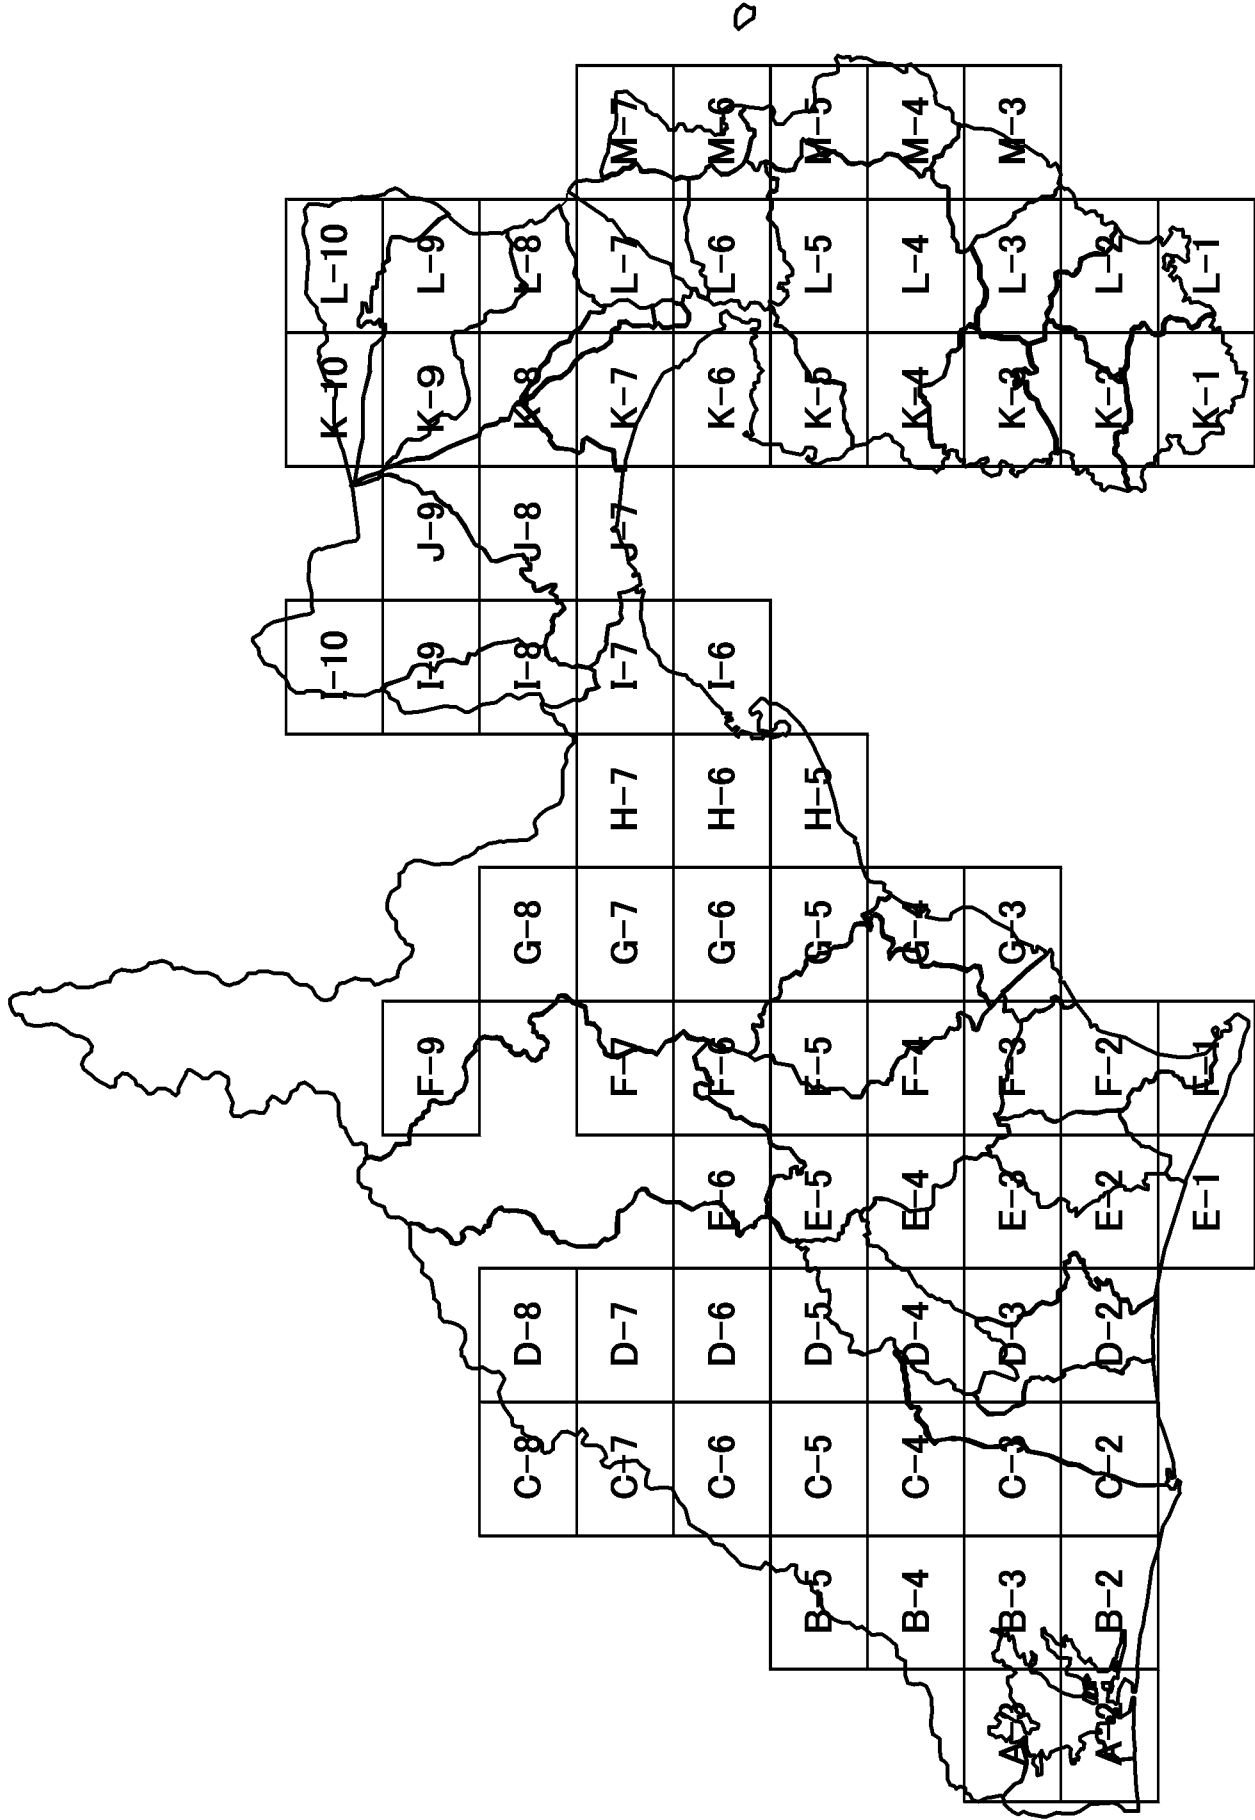 I-10 K-10 L-10
F-9 I-9 J-9 K-9 L-9
C-8 D-8 G-8 I-8 J-8 K-8 L-8
C-7 D-7 F-7 G-7 H-7 I-7 J-7 K-7 L-7 M-7
C-6 D-6 E-6 F-6 G-6 H-6 I-6 K-6 L-6 M-6
B-5 C-5 D-5 E-5 F-5 G-5 H-5 K-5 L-5 M-5
B-4 C-4 D-4 E-4 F-4 G-4 K-4 L-4 M-4
A-3 B-3 C-3 D-3 E-3 F-3 G-3 K-3 L-3 M-3
A-2 B-2 C-2 D-2 E-2 F-2 K-2 L-2
E-1 F-1 K-1 L-1